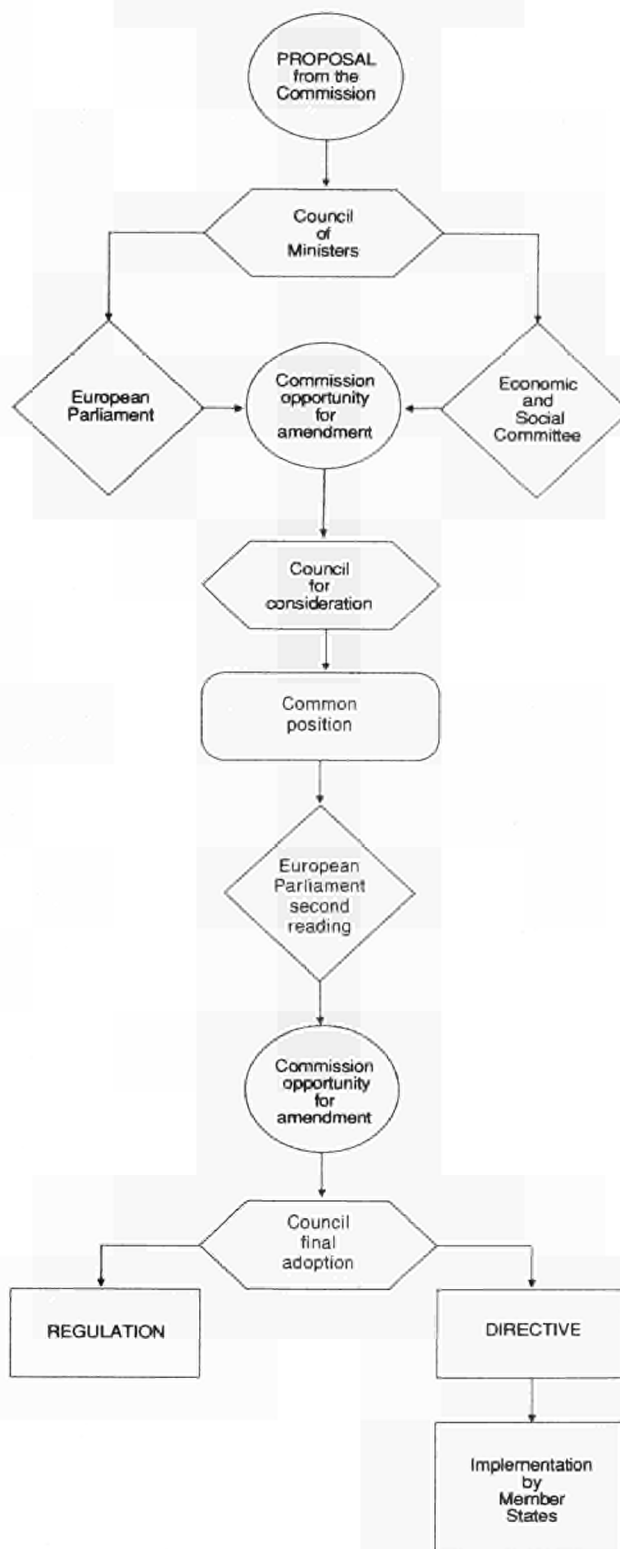 PROPOSAL
from the
Commission
Council
of
Ministers
European
Parliament
Commission
opportunity
for
amendment
Economic
and
Social
Committee
Council
for
consideration
Common
position
European
Parliament
second
reading
Commission
opportunity
for
amendment
Council
final
adoption
REGULATION
DIRECTIVE
Implementation
by
Member
States